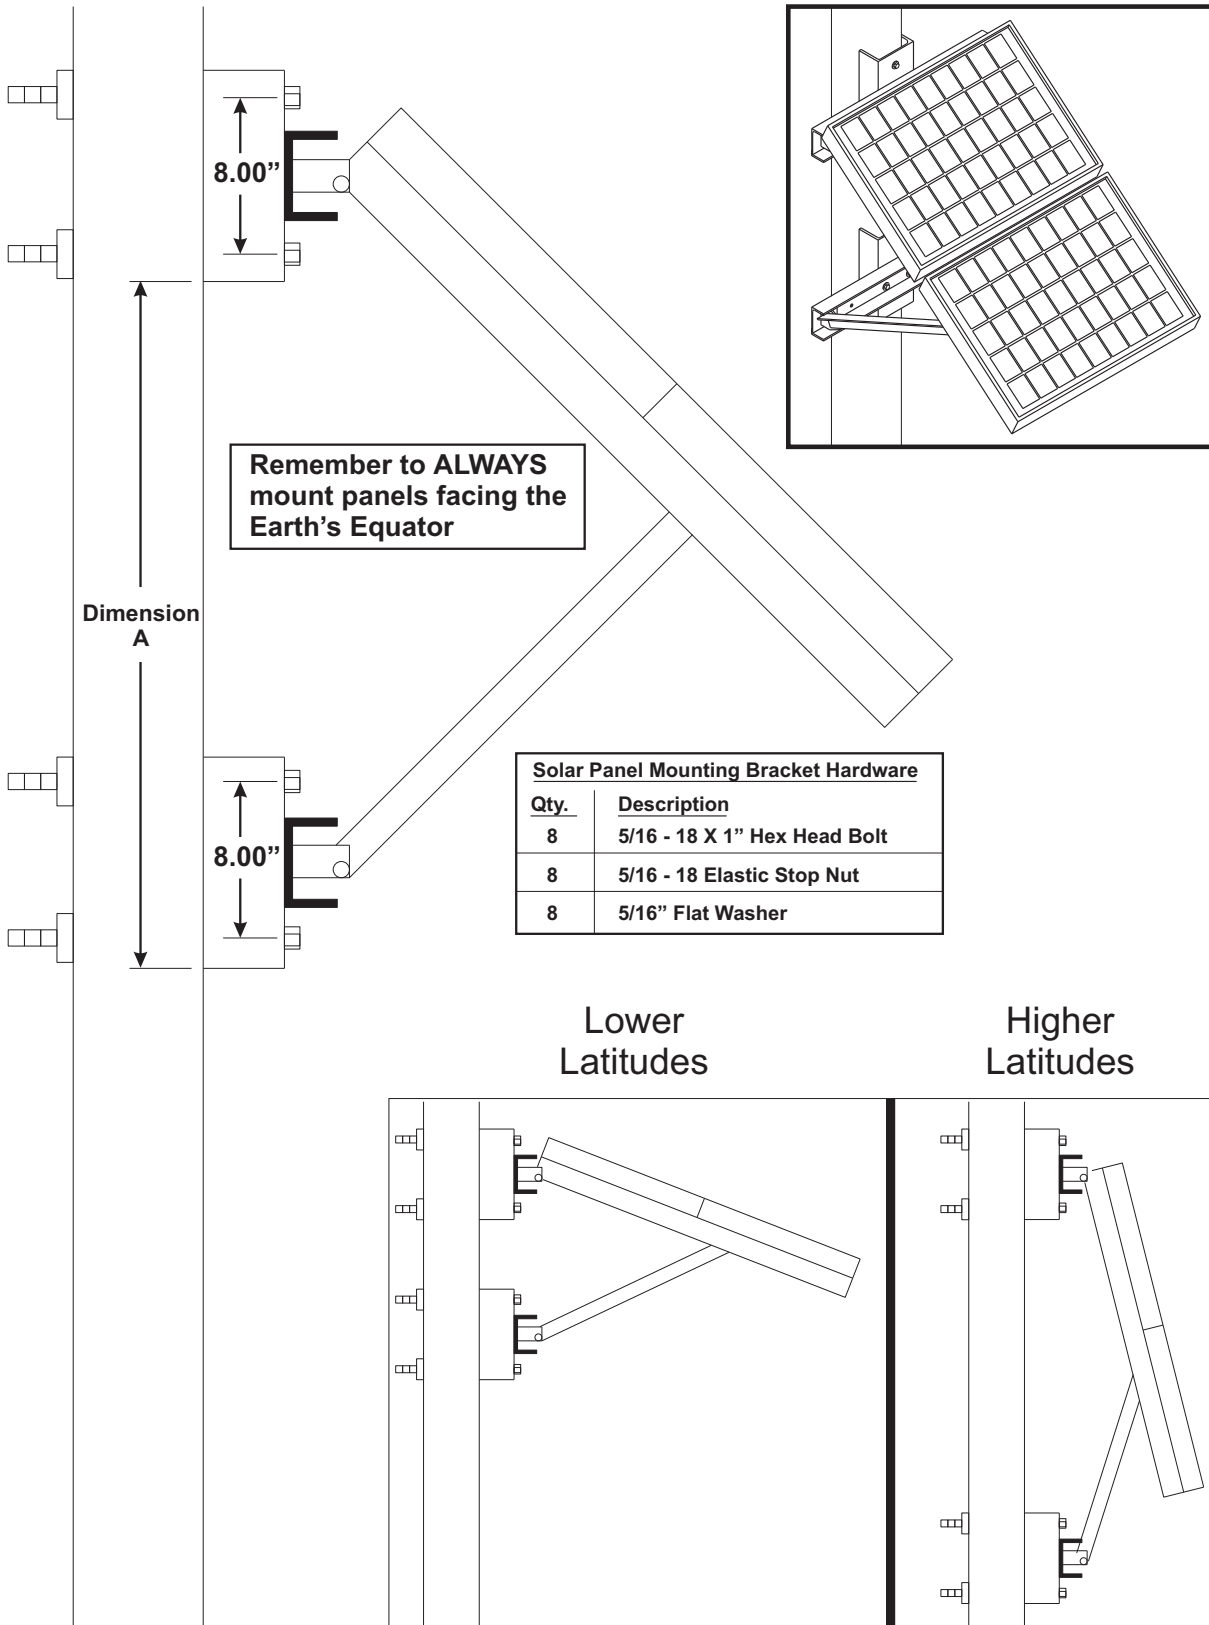 8.00”
Remember to ALWAYS
mount panels facing the
Earth’s Equator
Dimension
A
8.00”
Solar Panel Mounting Bracket Hardware
Qty. Description
8 5/16 - 18 X 1” Hex Head Bolt
8 5/16 - 18 Elastic Stop Nut
8 5/16” Flat Washer
Lower
Latitudes
Higher
Latitudes